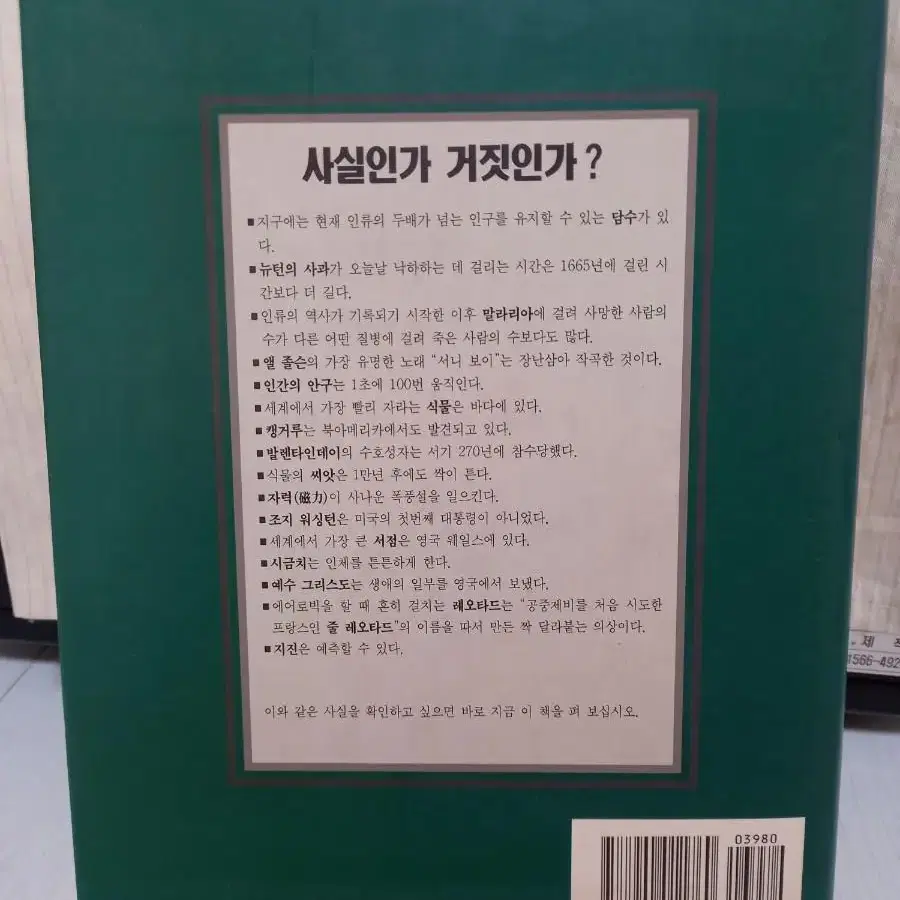 사실인가 거짓인가?
■지구에는 현재 인류의 두배가 넘는 인구를 유지할 수 있는 담수가 있
다.
■뉴턴의 사과가 오늘날 낙하하는 데 걸리는 시간은 1665년에 걸린 시
간보다 더 길다.
■인류의 역사가 기록되기 시작한 이후 말라리아에 걸려 사망한 사람의
수가 다른 어떤 질병에 걸려 죽은 사람의 수보다도 많다.
■앨 졸슨의 가장 유명한 노래 "서니 보이"는 장난삼아 작곡한 것이다.
■인간의 안구는 1초에 100번 움직인다.
■세계에서 가장 빨리 자라는 식물은 바다에 있다.
■캥거루는 북아메리카에서도 발견되고 있다.
■발렌타인데이의 수호성자는 서기 270년에 참수당했다.
■식물의 씨앗은 1만년 후에도 싹이 튼다.
■자력(磁力)이 사나운 폭풍설을 일으킨다.
■조지 워싱턴은 미국의 첫번째 대통령이 아니었다.
■세계에서 가장 큰 서점은 영국 웨일스에 있다.
■시금치는 인체를 튼튼하게 한다.
■예수 그리스도는 생애의 일부를 영국에서 보냈다.
■에어로빅을 할 때 흔히 걸치는 레오타드는 "공중제비를 처음 시도한
프랑스인 줄 레오타드"의 이름을 따서 만든 짝 달라붙는 의상이다.
■지진은 예측할 수 있다.
이와 같은 사실을 확인하고 싶으면 바로 지금 이 책을 펴 보십시오.
03980
제
1566-492